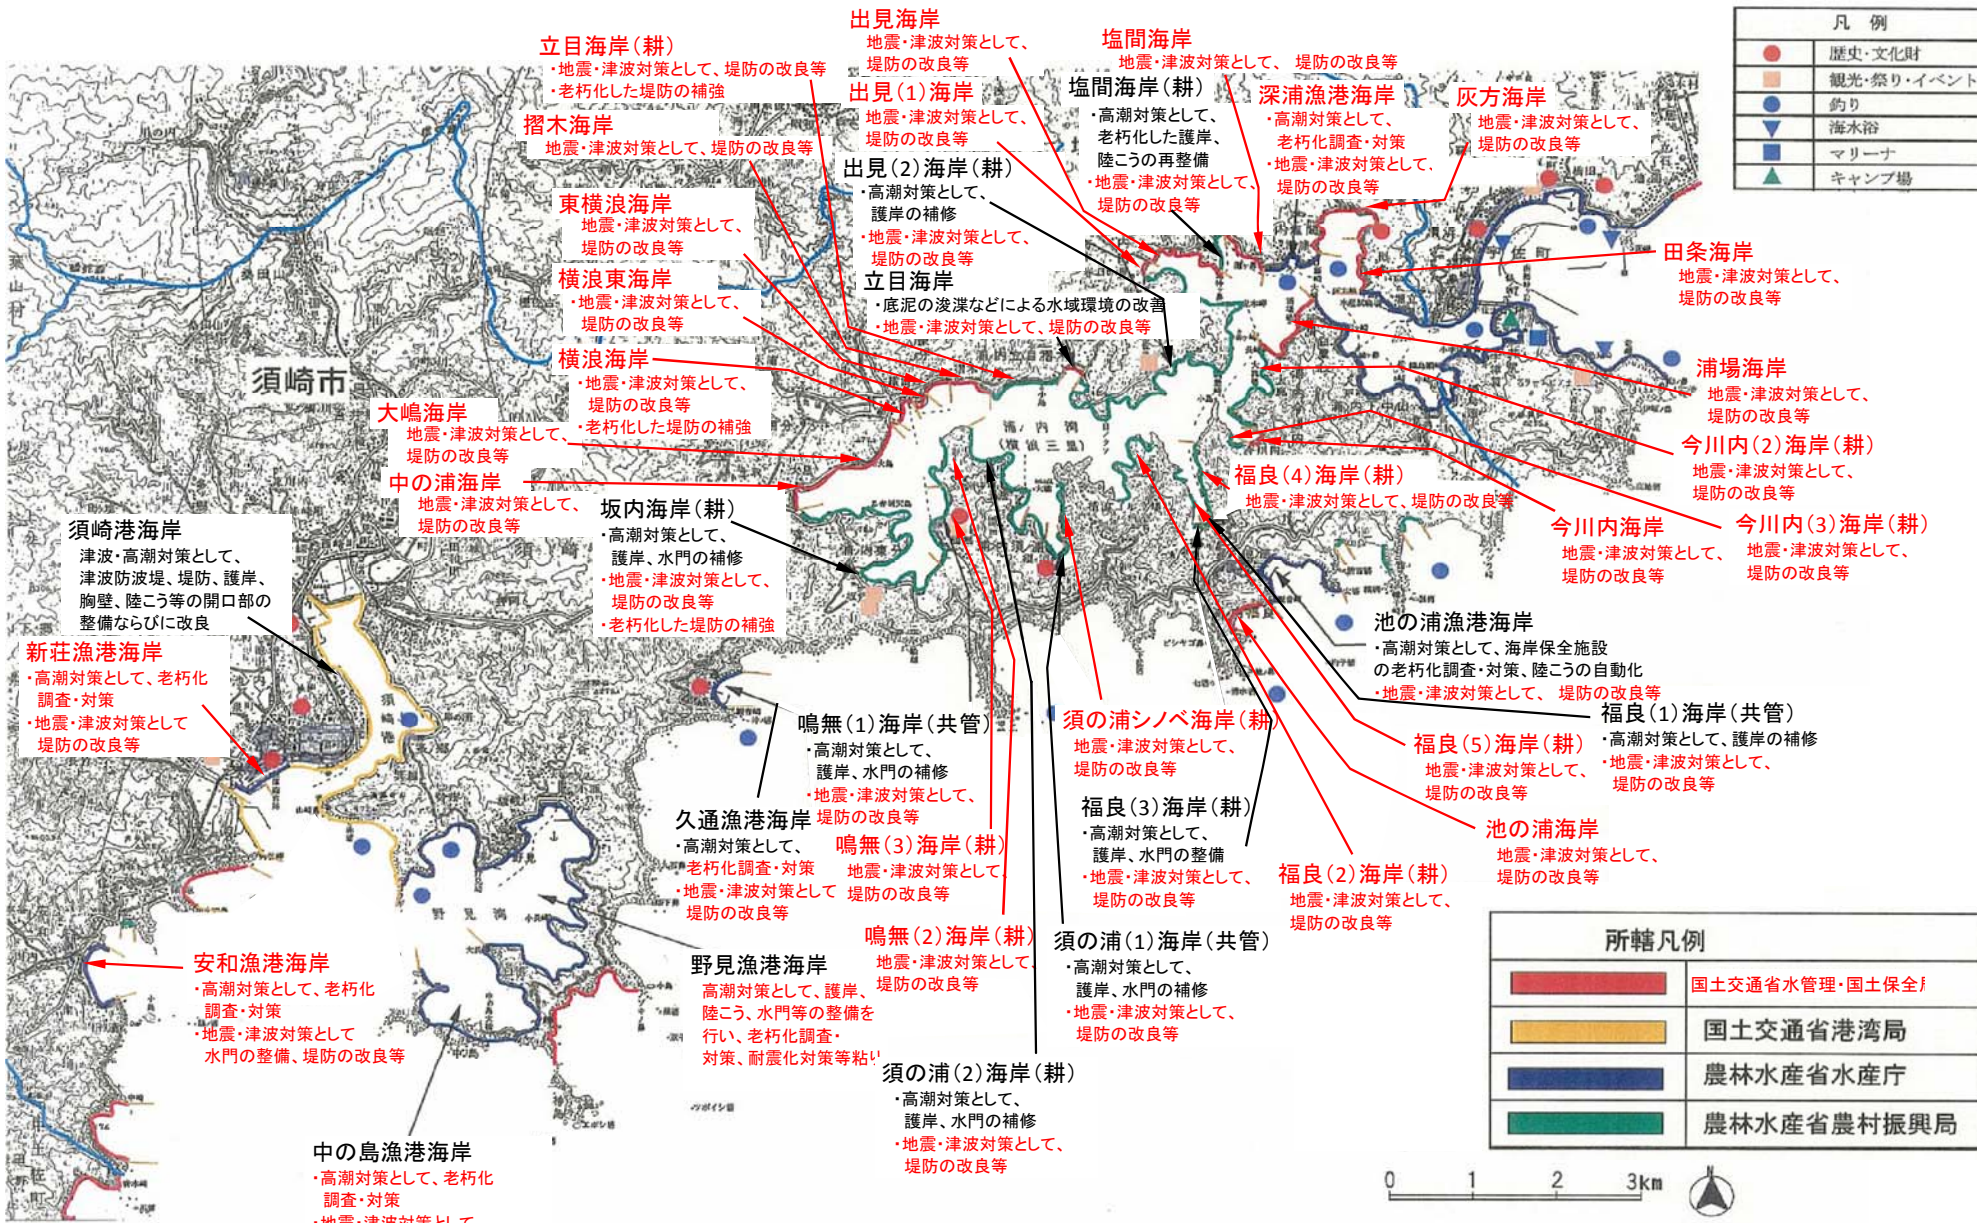 出見海岸
地震・津波対策として、
堤防の改良等
立目海岸(耕)
・地震・津波対策として、堤防の改良等
・老朽化した堤防の補強
塩間海岸
地震・津波対策として、 堤防の改良等
出見(1)海岸
地震・津波対策として、
堤防の改良等
塩間海岸(耕)
・高潮対策として、
老朽化した護岸、
陸こうの再整備
・地震・津波対策として、
堤防の改良等
深浦漁港海岸
・高潮対策として、
老朽化調査・対策
・地震・津波対策として、
堤防の改良等
灰方海岸
地震・津波対策として、
堤防の改良等
凡 例
歴史・文化財
観光・祭り・イベント
釣り
海水浴
マリーナ
キャンプ場
摺木海岸
地震・津波対策として、堤防の改良等
出見(2)海岸(耕)
・高潮対策として、
護岸の補修
・地震・津波対策として、
堤防の改良等
東横浪海岸
地震・津波対策として、
堤防の改良等
横浪東海岸
・地震・津波対策として、
堤防の改良等
立目海岸
・底泥の浚渫などによる水域環境の改善
・地震・津波対策として、堤防の改良等
田条海岸
地震・津波対策として、
堤防の改良等
宇佐町
須崎市
横浪海岸
・地震・津波対策として、
堤防の改良等
・老朽化した堤防の補強
浦場海岸
地震・津波対策として、
堤防の改良等
大嶋海岸
地震・津波対策として、
堤防の改良等
浦ノ内湾
(横浪三里)
今川内(2)海岸(耕)
地震・津波対策として、
堤防の改良等
中の浦海岸
地震・津波対策として、
堤防の改良等
福良(4)海岸(耕)
地震・津波対策として、堤防の改良等
坂内海岸(耕)
・高潮対策として、
護岸、水門の補修
・地震・津波対策として、
堤防の改良等
・老朽化した堤防の補強
今川内海岸
地震・津波対策として、
堤防の改良等
今川内(3)海岸(耕)
地震・津波対策として、
堤防の改良等
須崎港海岸
津波・高潮対策として、
津波防波堤、堤防、護岸、
胸壁、陸こう等の開口部の
整備ならびに改良
新荘漁港海岸
・高潮対策として、老朽化
調査・対策
・地震・津波対策として
堤防の改良等
須崎港
池の浦漁港海岸
・高潮対策として、海岸保全施設
の老朽化調査・対策、陸こうの自動化
・地震・津波対策として、 堤防の改良等
鳴無(1)海岸(共管)
・高潮対策として、
護岸、水門の補修
・地震・津波対策として、
堤防の改良等
須の浦シノベ海岸(耕)
地震・津波対策として、
堤防の改良等
福良(1)海岸(共管)
・高潮対策として、護岸の補修
・地震・津波対策として、
堤防の改良等
福良(5)海岸(耕)
地震・津波対策として、
堤防の改良等
久通漁港海岸
・高潮対策として、
老朽化調査・対策
・地震・津波対策として
堤防の改良等
鳴無(3)海岸(耕)
地震・津波対策として、
堤防の改良等
福良(3)海岸(耕)
・高潮対策として、
護岸、水門の整備
・地震・津波対策として、
堤防の改良等
池の浦海岸
地震・津波対策として、
堤防の改良等
福良(2)海岸(耕)
地震・津波対策として、
堤防の改良等
野見湾
鳴無(2)海岸(耕)
地震・津波対策として、
堤防の改良等
須の浦(1)海岸(共管)
・高潮対策として、
護岸、水門の補修
・地震・津波対策として、
堤防の改良等
安和漁港海岸
・高潮対策として、老朽化
調査・対策
・地震・津波対策として
水門の整備、堤防の改良等
野見漁港海岸
高潮対策として、護岸、
陸こう、水門等の整備を
行い、老朽化調査・
対策、耐震化対策等粘り
須の浦(2)海岸(耕)
・高潮対策として、
護岸、水門の補修
・地震・津波対策として、
堤防の改良等
中の島漁港海岸
・高潮対策として、老朽化
調査・対策
・地震・津波対策として
所轄凡例
国土交通省水管理・国土保全局
国土交通省港湾局
農林水産省水産庁
農林水産省農村振興局
0 1 2 3km
N